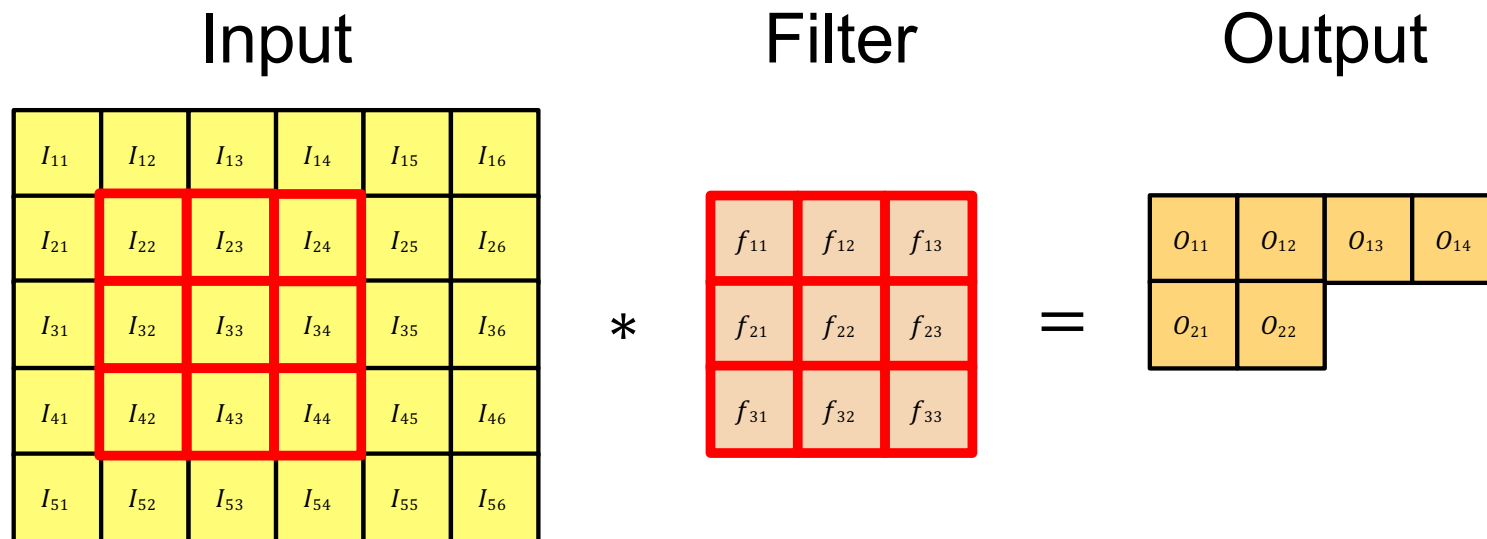 Input Filter Output
I₁₁ I₁₂ I₁₃ I₁₄ I₁₅ I₁₆
I₂₁ I₂₂ I₂₃ I₂₄ I₂₅ I₂₆ f₁₁ f₁₂ f₁₃ O₁₁ O₁₂ O₁₃ O₁₄
I₃₁ I₃₂ I₃₃ I₃₄ I₃₅ I₃₆ * f₂₁ f₂₂ f₂₃ = O₂₁ O₂₂
I₄₁ I₄₂ I₄₃ I₄₄ I₄₅ I₄₆ f₃₁ f₃₂ f₃₃
I₅₁ I₅₂ I₅₃ I₅₄ I₅₅ I₅₆